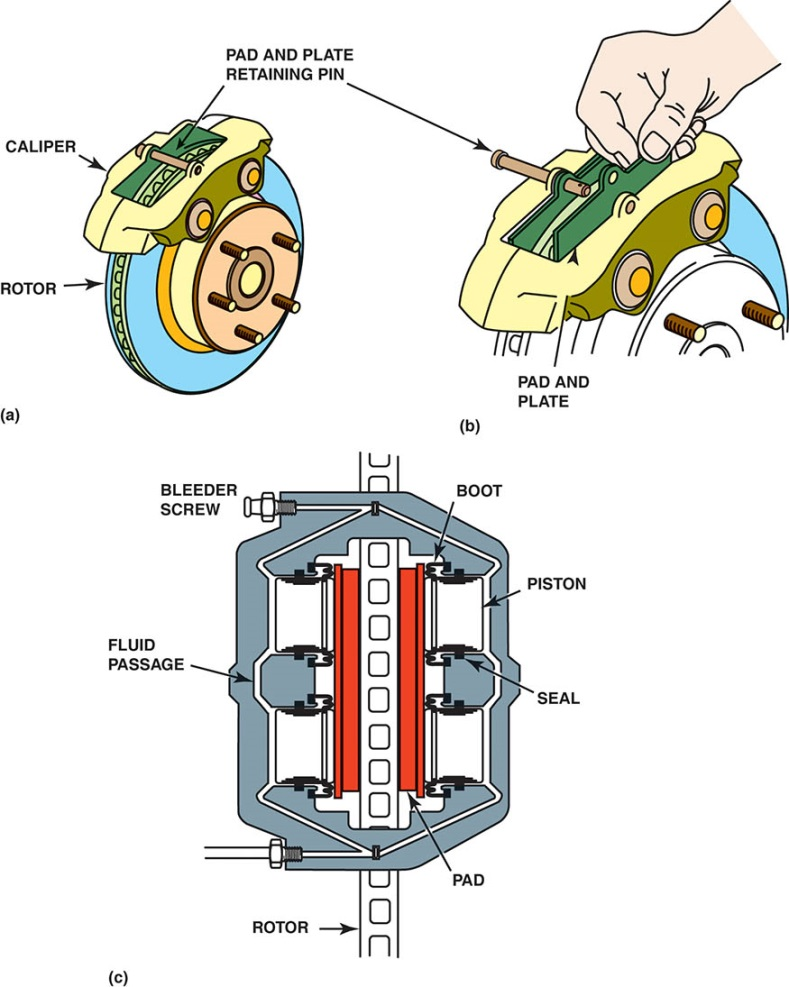 PAD AND PLATE
RETAINING PIN
CALIPER
ROTOR
(a)
PAD AND
PLATE
(b)
BLEEDER
SCREW
BOOT
PISTON
FLUID
PASSAGE
SEAL
PAD
ROTOR
(c)